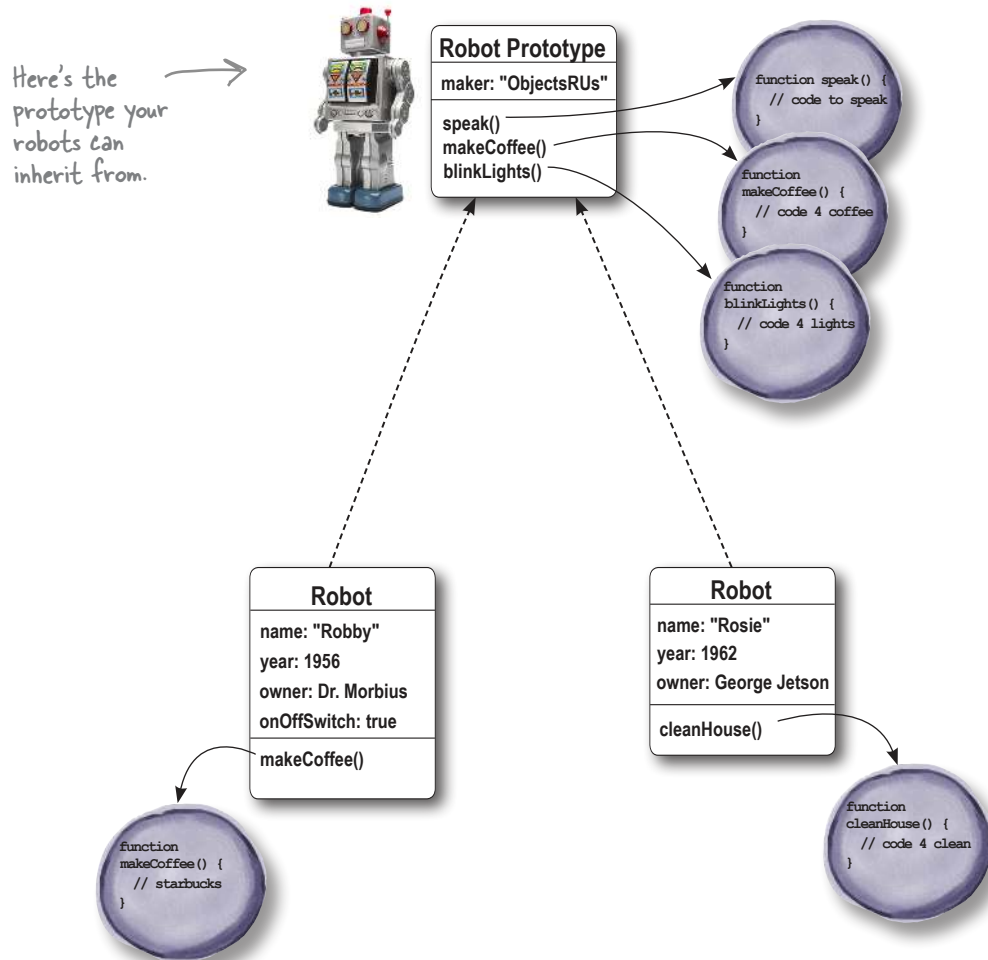 Here's the
prototype your
robots can
inherit from.
Robot Prototype
maker: "ObjectsRUs"
speak()
makeCoffee()
blinkLights()
function speak() {
// code to speak
}
function
makeCoffee() {
// code 4 coffee
}
function
blinkLights() {
// code 4 lights
}
Robot
name: "Robby"
year: 1956
owner: Dr. Morbius
onOffSwitch: true
makeCoffee()
function
makeCoffee() {
// starbucks
}
Robot
name: "Rosie"
year: 1962
owner: George Jetson
cleanHouse()
function
cleanHouse() {
// code 4 clean
}